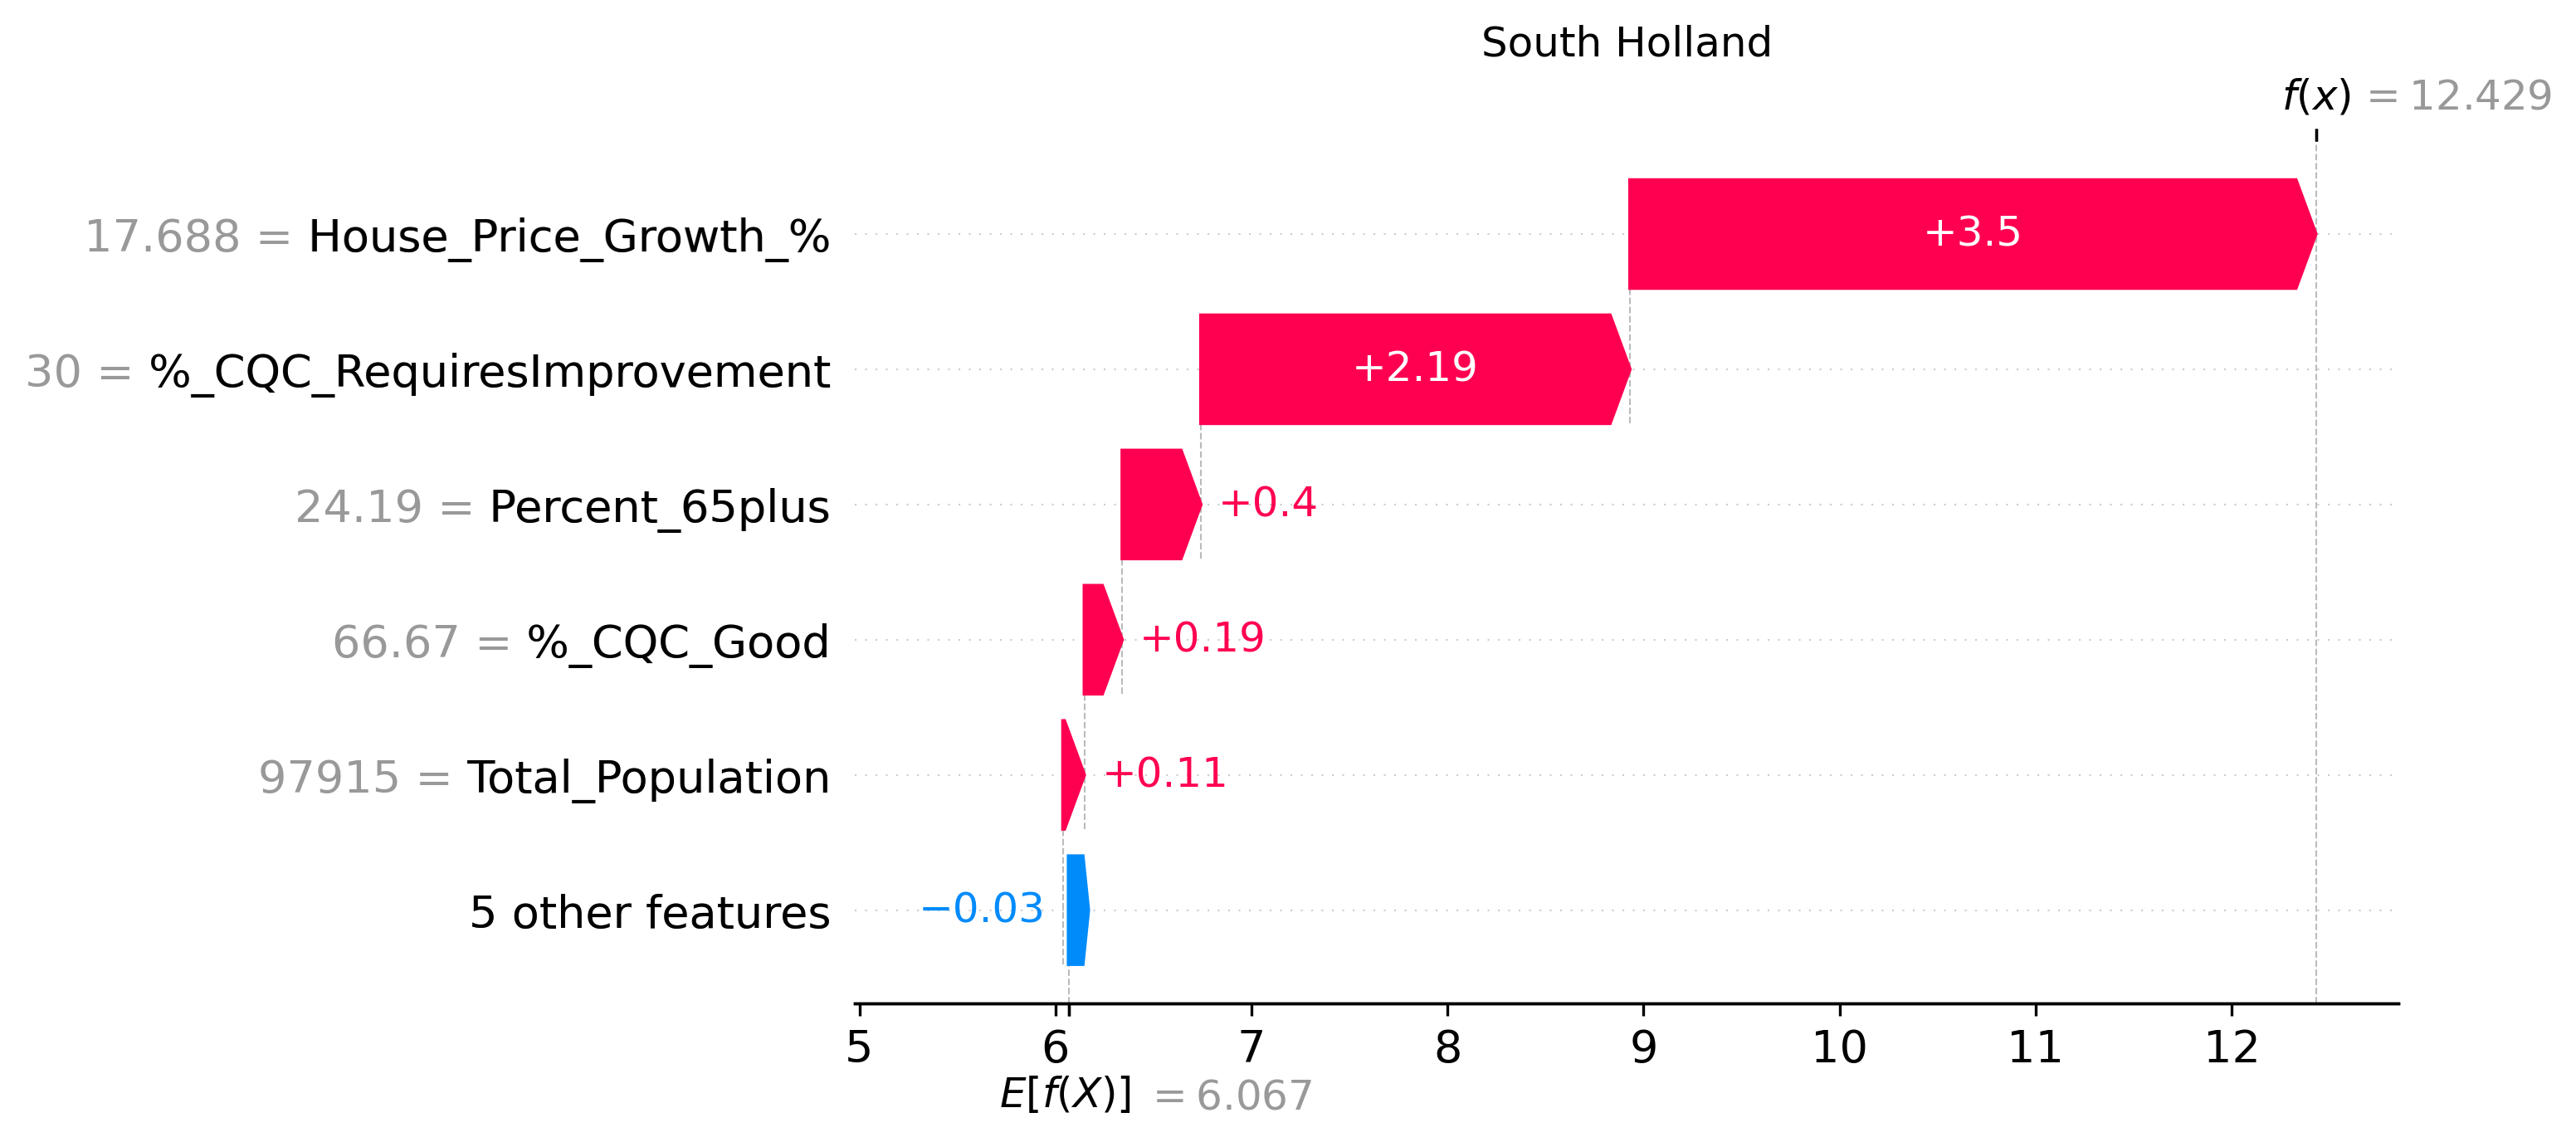 South Holland
f(x) = 12.429
17.688 = House_Price_Growth_%
+3.5
30 = %_CQC_RequiresImprovement
+2.19
24.19 = Percent_65plus
+0.4
66.67 = %_CQC_Good
+0.19
97915 = Total_Population
+0.11
5 other features
−0.03
5 6 7 8 9 10 11 12
E[f(X)] = 6.067